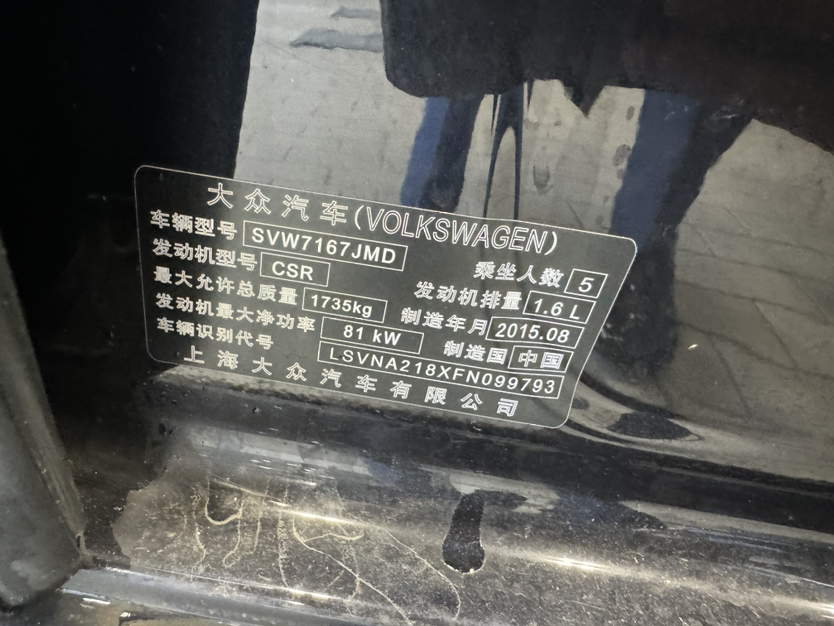 大众汽车(VOLKSWAGEN)
车辆型号 SVW7167JMD 乘坐人数 5
发动机型号 CSR 发动机排量 1.6 L
最大允许总质量 1735kg 制造年月 2015.08
发动机最大净功率 81 kW 制造国 中国
车辆识别代号 LSVNA218XFN099793
上海大众汽车有限公司